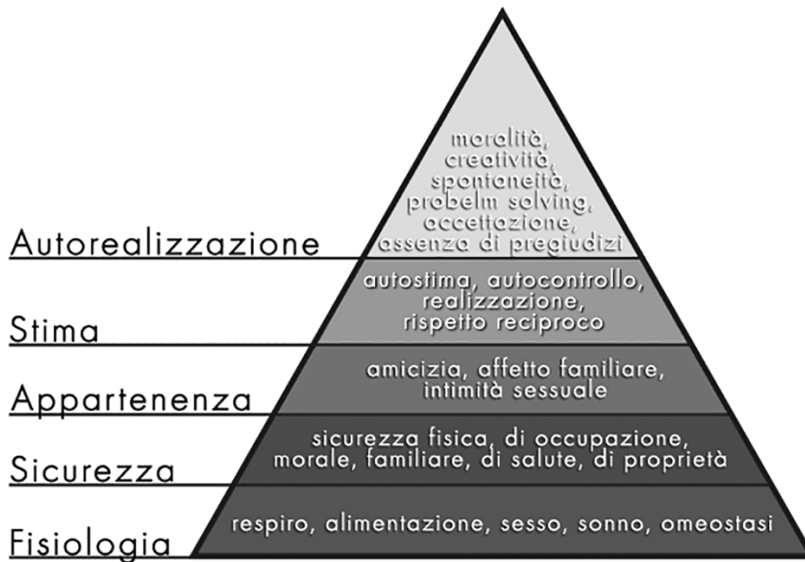 moralità,
creatività,
spontaneità,
probelm solving,
accettazione,
assenza di pregiudizi
Autorealizzazione
autostima, autocontrollo,
realizzazione,
rispetto reciproco
Stima
amicizia, affetto familiare,
intimità sessuale
Appartenenza
sicurezza fisica, di occupazione,
morale, familiare, di salute, di proprietà
Sicurezza
respiro, alimentazione, sesso, sonno, omeostasi
Fisiologia